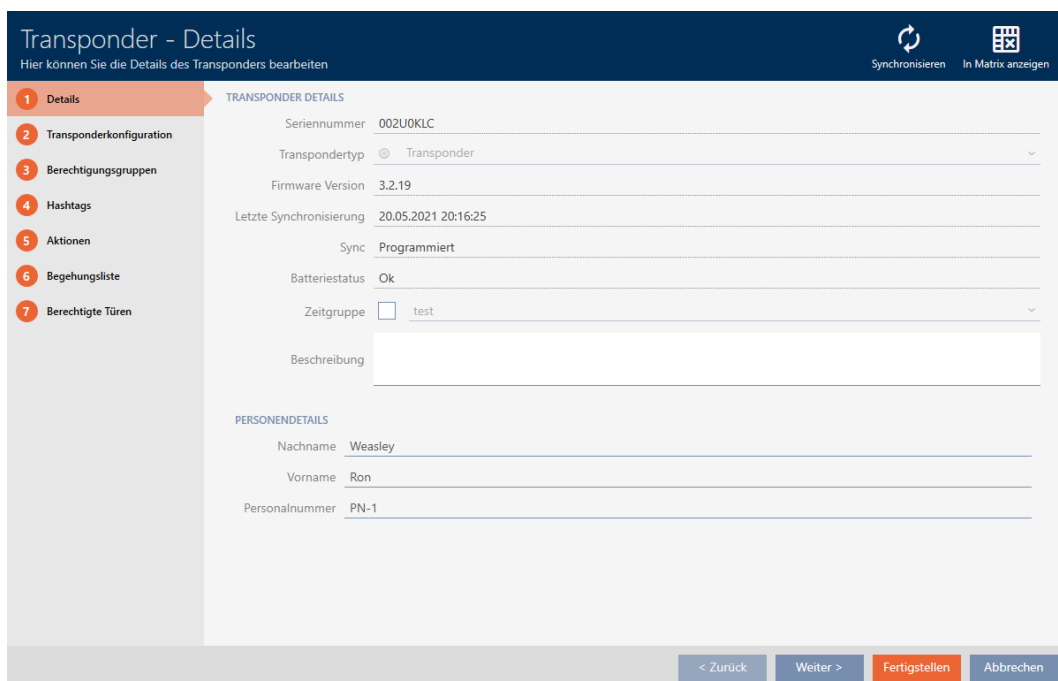 Transponder - Details
Hier können Sie die Details des Transponders bearbeiten
Synchronisieren
In Matrix anzeigen
1 Details
2 Transponderkonfiguration
3 Berechtigungsgruppen
4 Hashtags
5 Aktionen
6 Begehungsliste
7 Berechtigte Türen
TRANSPONDER DETAILS
Seriennummer 002U0KLC
Transpondertyp Transponder
Firmware Version 3.2.19
Letzte Synchronisierung 20.05.2021 20:16:25
Sync Programmiert
Batteriestatus Ok
Zeitgruppe test
Beschreibung
PERSONENDETAILS
Nachname Weasley
Vorname Ron
Personalnummer PN-1
< Zurück
Weiter >
Fertigstellen
Abbrechen